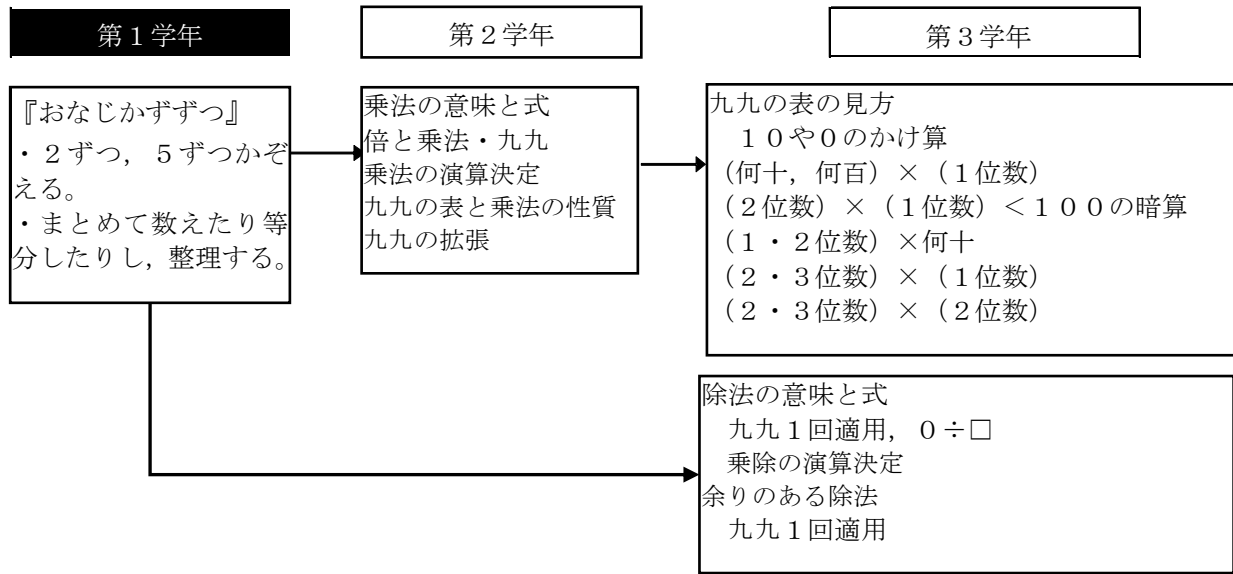 第１学年
第２学年
第３学年
『おなじかずずつ』
・２ずつ，５ずつかぞ
える。
・まとめて数えたり等
分したりし，整理する。
乗法の意味と式
倍と乗法・九九
乗法の演算決定
九九の表と乗法の性質
九九の拡張
九九の表の見方
１０や０のかけ算
（何十，何百）×（１位数）
（２位数）×（１位数）＜１００の暗算
（１・２位数）×何十
（２・３位数）×（１位数）
（２・３位数）×（２位数）
除法の意味と式
九九１回適用，０÷□
乗除の演算決定
余りのある除法
九九１回適用